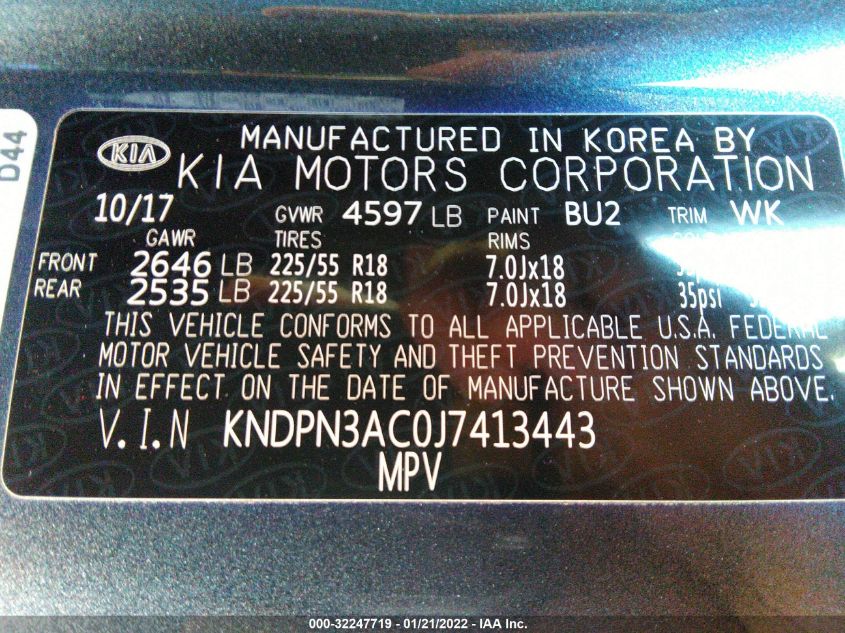 D44
KIA MANUFACTURED IN KOREA BY
KIA MOTORS CORPORATION
10/17 GVWR 4597 LB PAINT BU2 TRIM WK
GAWR TIRES RIMS
FRONT 2646 LB 225/55 R18 7.0Jx18
REAR 2535 LB 225/55 R18 7.0Jx18 35psi
THIS VEHICLE CONFORMS TO ALL APPLICABLE U.S.A. FEDERAL
MOTOR VEHICLE SAFETY AND THEFT PREVENTION STANDARDS
IN EFFECT ON THE DATE OF MANUFACTURE SHOWN ABOVE.
V.I.N KNDPN3AC0J7413443
MPV
000-32247719 — 01/21/2022 — IAA Inc.